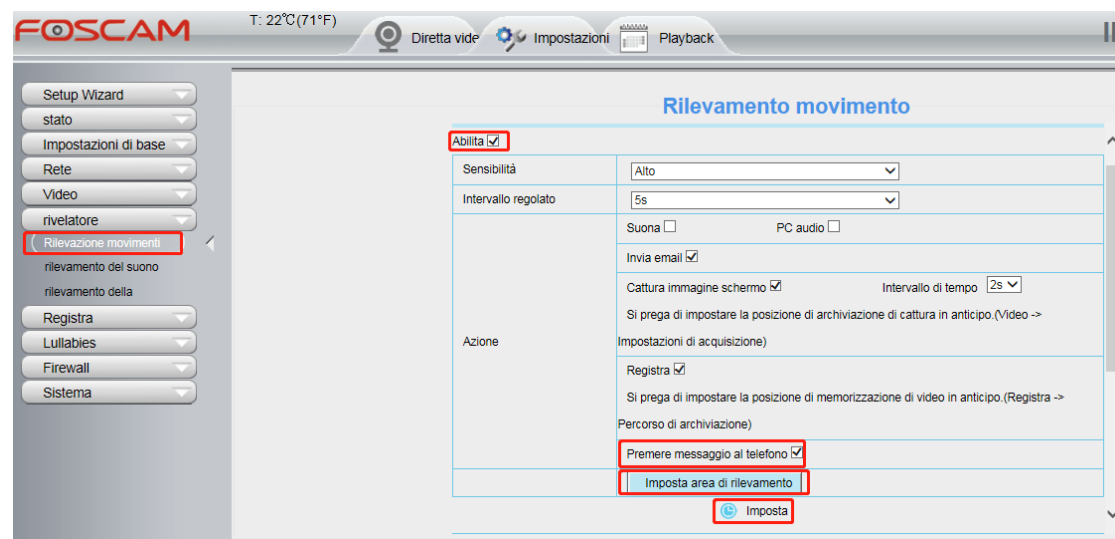 FOSCAM
T: 22℃(71°F)
Diretta vide
Impostazioni
Playback
Setup Wizard
stato
Impostazioni di base
Rete
Video
rivelatore
Rilevazione movimenti
rilevamento del suono
rilevamento della
Registra
Lullabies
Firewall
Sistema
Rilevamento movimento
Abilita
Sensibilità
Alto
Intervallo regolato
5s
Azione
Suona PC audio
Invia email
Cattura immagine schermo Intervallo di tempo 2s
Si prega di impostare la posizione di archiviazione di cattura in anticipo.(Video ->
Impostazioni di acquisizione)
Registra
Si prega di impostare la posizione di memorizzazione di video in anticipo.(Registra ->
Percorso di archiviazione)
Premere messaggio al telefono
Imposta area di rilevamento
Imposta